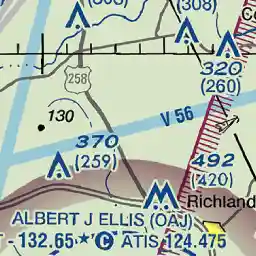 (308)
Co
320
(260)
258
130
V 56
370
(259)
492
(420)
Richland
ALBERT J ELLIS (OAJ)
T - 132.65 * C ATIS 124.475